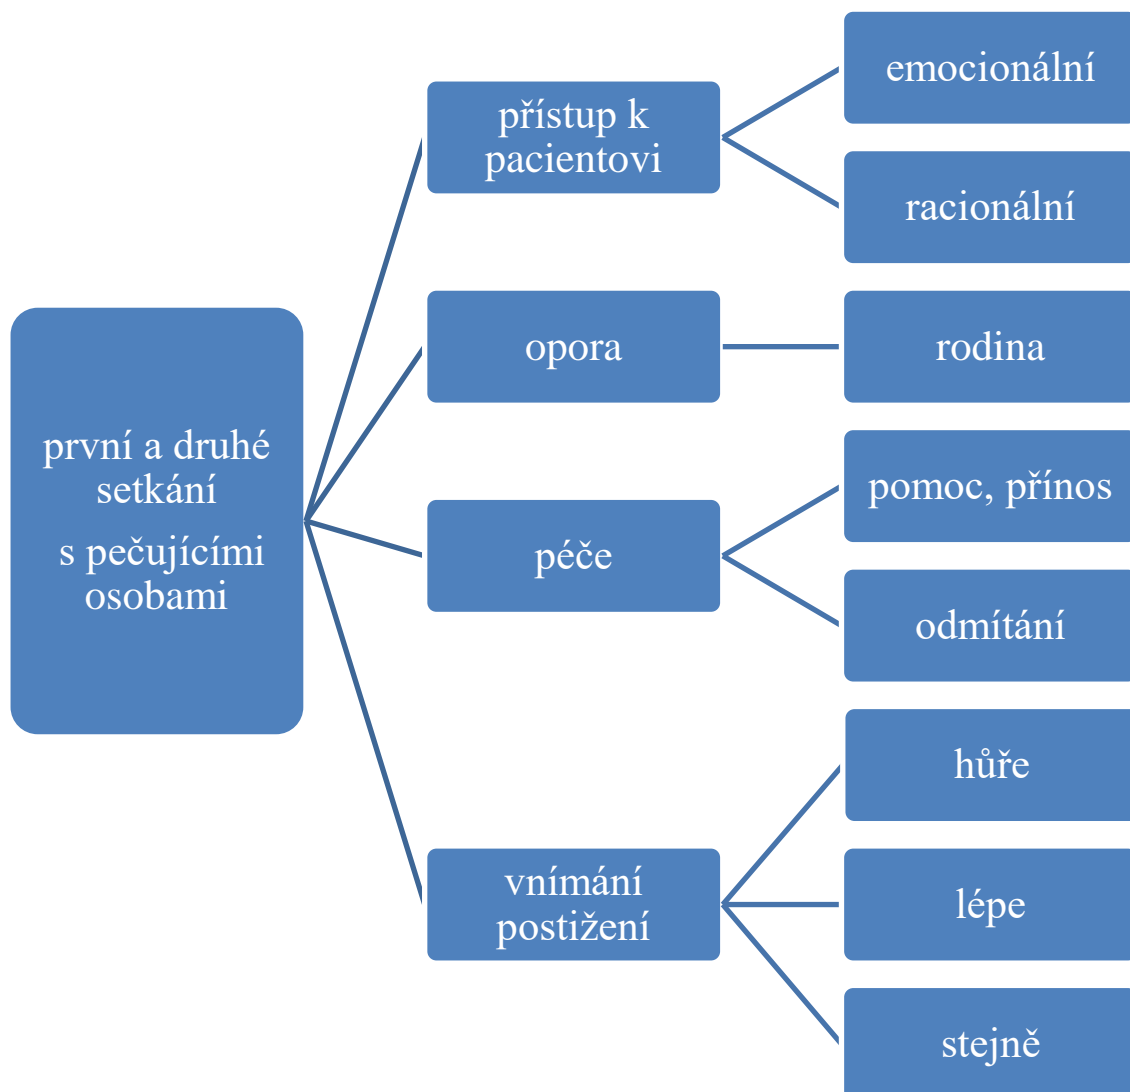 první a druhé
setkání
s pečujícími
osobami
přístup k
pacientovi
emocionální
racionální
opora
rodina
péče
pomoc, přínos
odmítání
vnímání
postižení
hůře
lépe
stejně